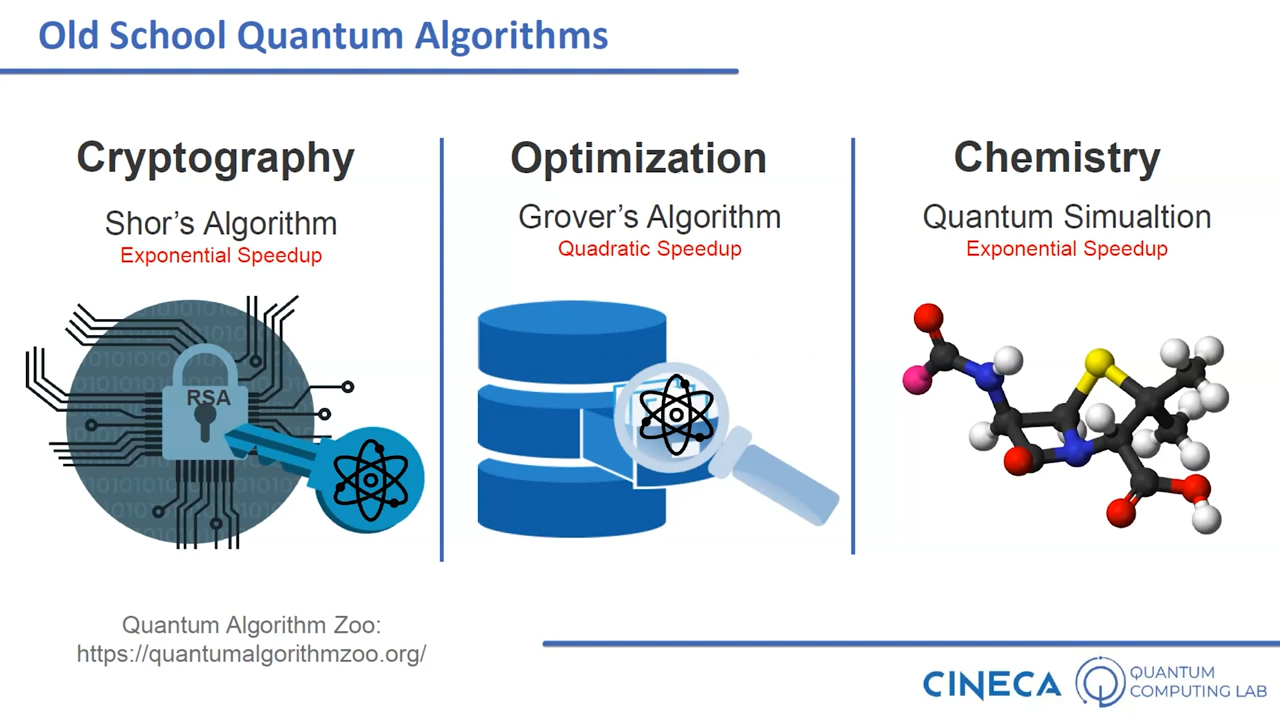 Old School Quantum Algorithms
Cryptography
Shor's Algorithm
Exponential Speedup
RSA
Optimization
Grover's Algorithm
Quadratic Speedup
Chemistry
Quantum Simualtion
Exponential Speedup
Quantum Algorithm Zoo:
https://quantumalgorithmzoo.org/
CINECA
QUANTUM
COMPUTING LAB